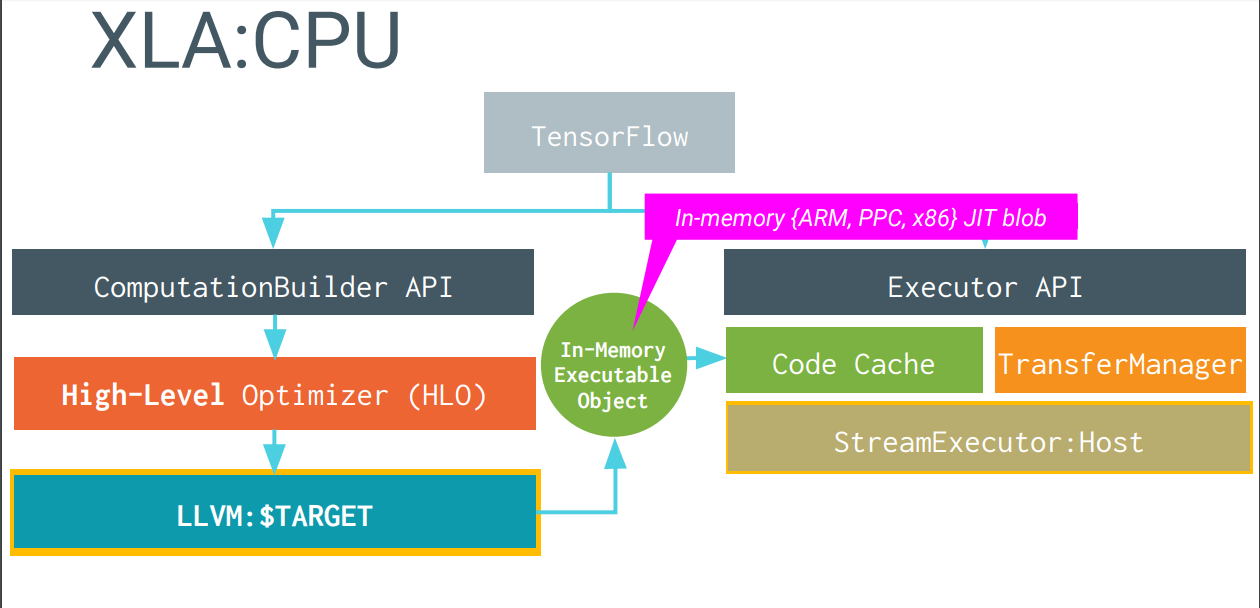 XLA:CPU
TensorFlow
In-memory {ARM, PPC, x86} JIT blob
ComputationBuilder API
Executor API
In-Memory
Executable
Object
Code Cache
TransferManager
High-Level Optimizer (HLO)
StreamExecutor:Host
LLVM:$TARGET